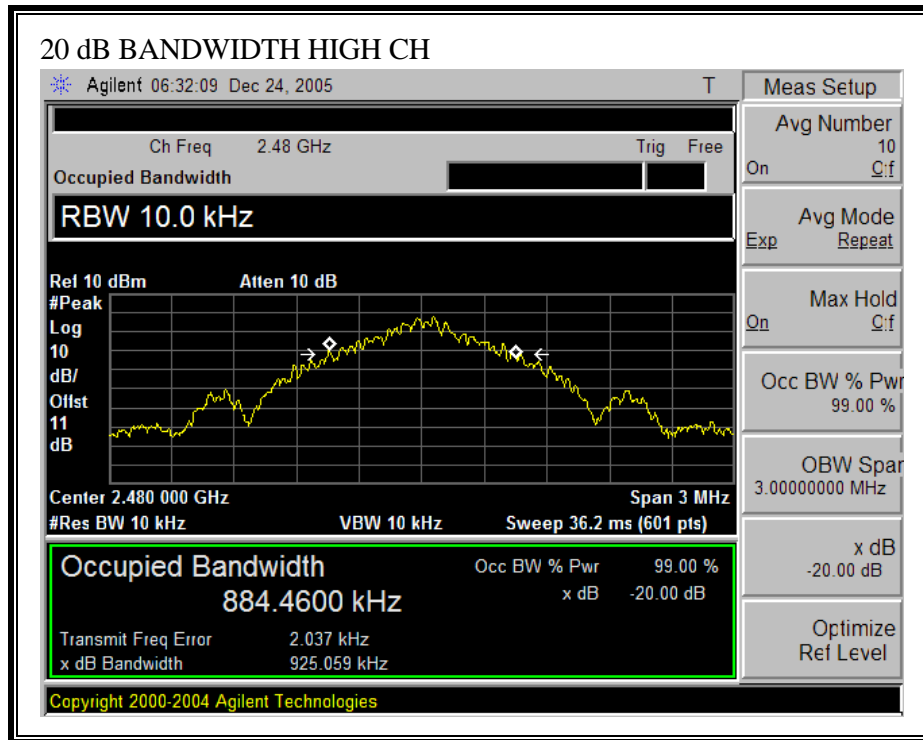 20 dB BANDWIDTH HIGH CH
Agilent 06:32:09 Dec 24, 2005 T
Ch Freq 2.48 GHz Trig Free
Occupied Bandwidth
RBW 10.0 kHz
Ref 10 dBm Atten 10 dB
#Peak
Log
10
dB/
Offst
11
dB
Center 2.480 000 GHz Span 3 MHz
#Res BW 10 kHz VBW 10 kHz Sweep 36.2 ms (601 pts)
Occupied Bandwidth
884.4600 kHz
Occ BW % Pwr 99.00 %
x dB -20.00 dB
Transmit Freq Error 2.037 kHz
x dB Bandwidth 925.059 kHz
Copyright 2000-2004 Agilent Technologies
Meas Setup
Avg Number
10
On Off
Avg Mode
Exp Repeat
Max Hold
On Off
Occ BW % Pwr
99.00 %
OBW Span
3.00000000 MHz
x dB
-20.00 dB
Optimize
Ref Level